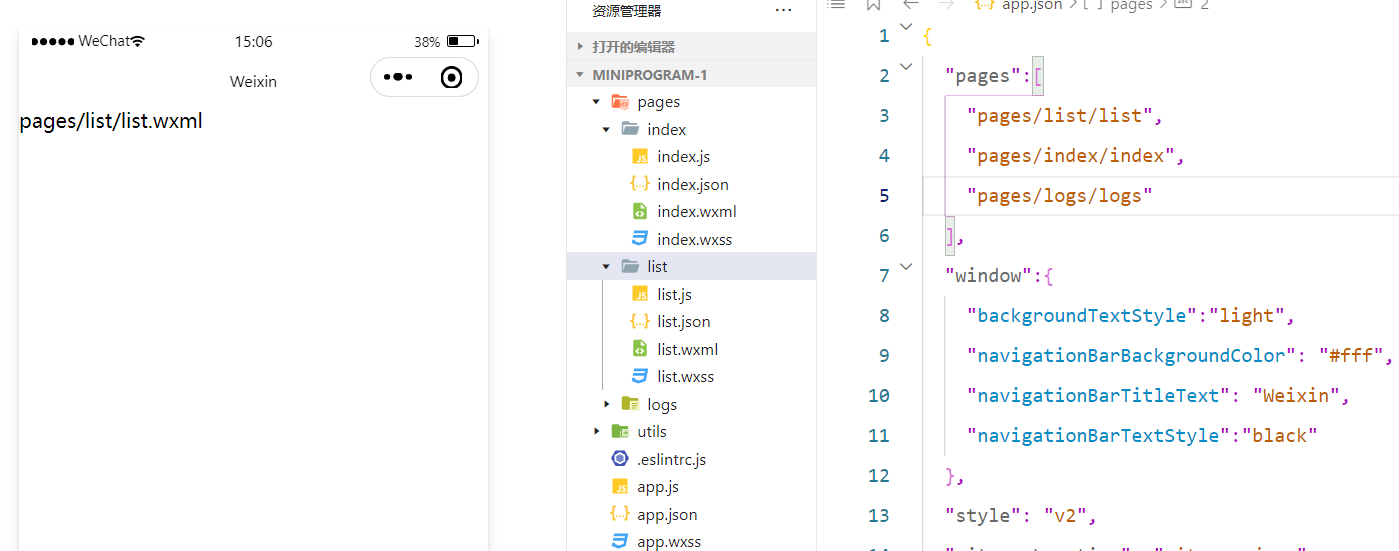 WeChat 15:06 38%
Weixin
pages/list/list.wxml
资源管理器 ...
打开的编辑器
MINIPROGRAM-1
pages
index
index.js
index.json
index.wxml
index.wxss
list
list.js
list.json
list.wxml
list.wxss
logs
utils
.eslintrc.js
app.js
app.json
app.wxss
{..} app.json > [ ] pages > abc 2
1 {
2 "pages":[
3 "pages/list/list",
4 "pages/index/index",
5 "pages/logs/logs"
6 ],
7 "window":{
8 "backgroundTextStyle":"light",
9 "navigationBarBackgroundColor": "#fff",
10 "navigationBarTitleText": "Weixin",
11 "navigationBarTextStyle":"black"
12 },
13 "style": "v2",